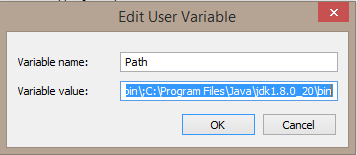 Edit User Variable
Variable name: Path
Variable value: bin\;C:\Program Files\Java\jdk1.8.0_20\bin
OK Cancel